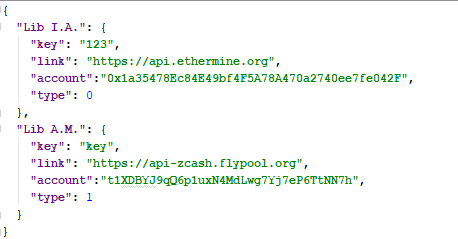 {
"Lib I.A.": {
"key": "123",
"link": "https://api.ethermine.org",
"account":"0x1a35478Ec84E49bf4F5A78A470a2740ee7fe042F",
"type": 0
},
"Lib A.M.": {
"key": "key",
"link": "https://api-zcash.flypool.org",
"account":"t1XDBYJ9qQ6p1uxN4MdLwg7Yj7eP6TtNN7h",
"type": 1
}
}